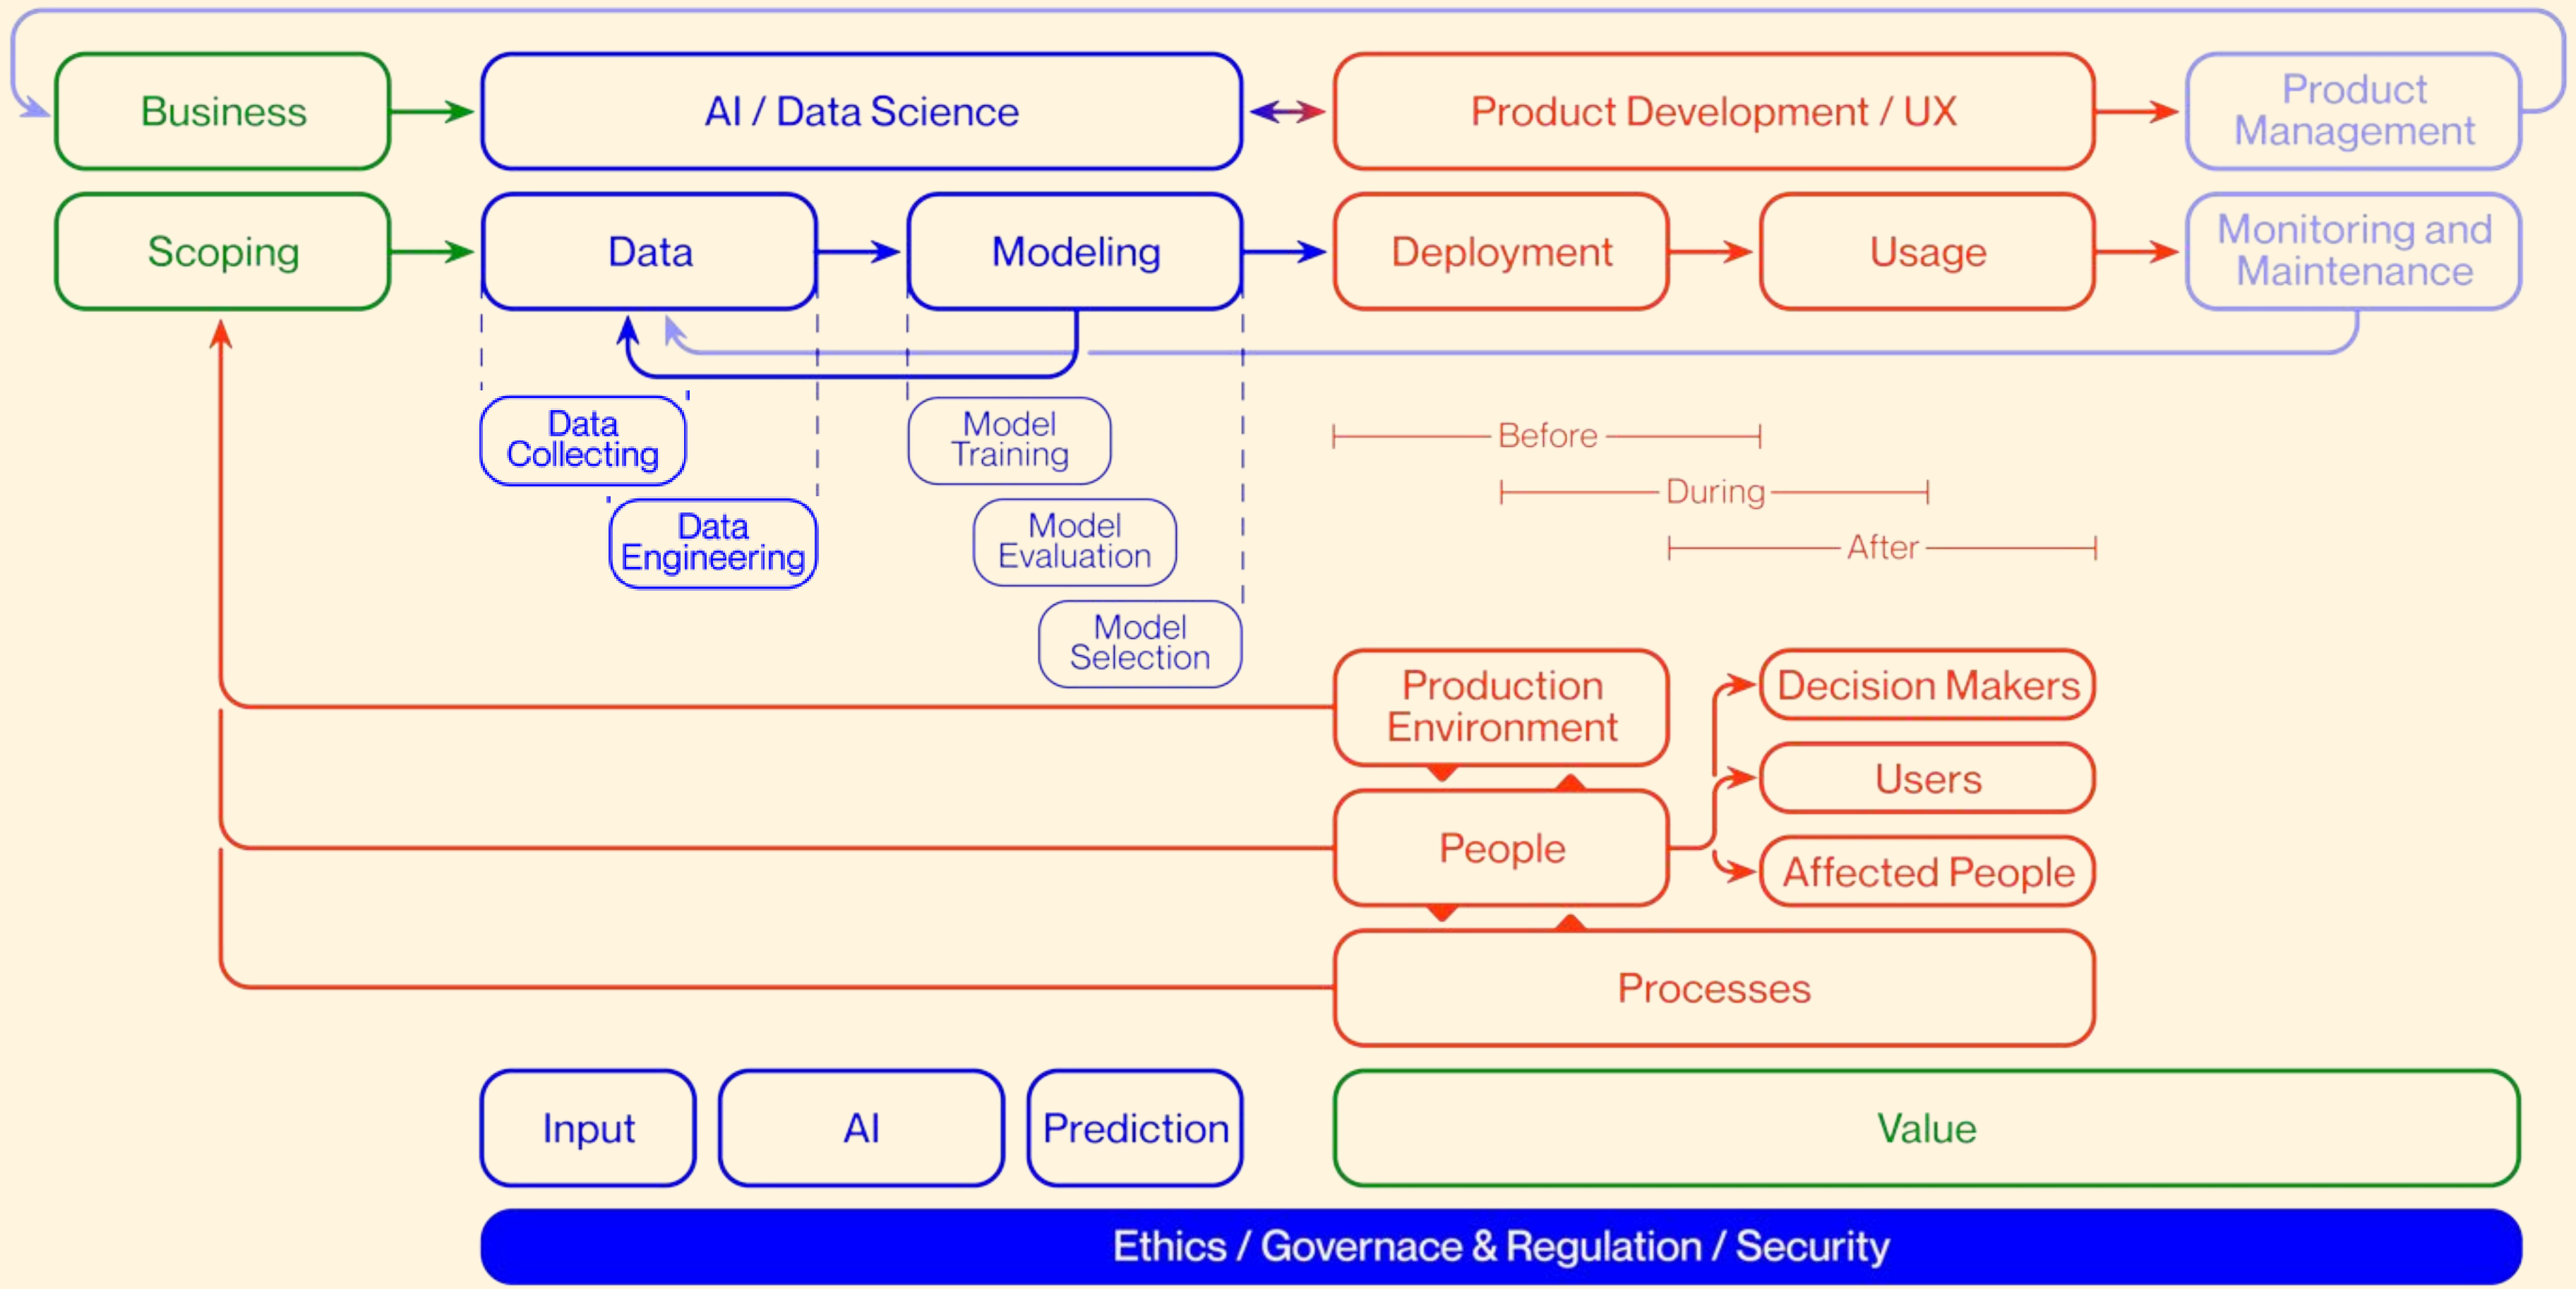 Business
AI / Data Science
Product Development / UX
Product
Management
Scoping
Data
Modeling
Deployment
Usage
Monitoring and
Maintenance
Data
Collecting
Model
Training
Before
During
Data
Engineering
Model
Evaluation
After
Model
Selection
Production
Environment
Decision Makers
Users
People
Affected People
Processes
Input
AI
Prediction
Value
Ethics / Governace & Regulation / Security